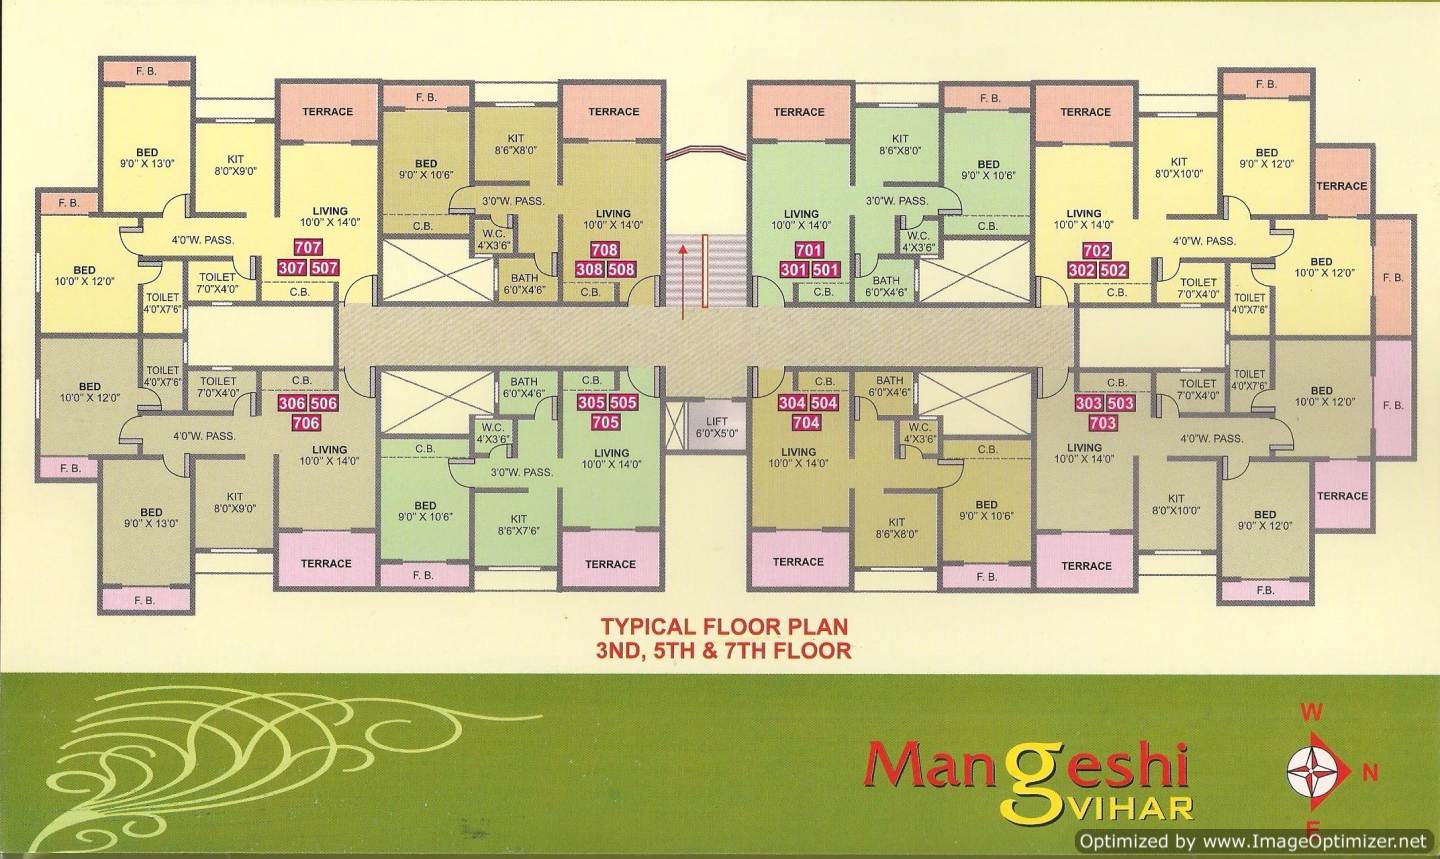 F. B.
BED
9'0" X 13'0"
KIT
8'0"X9'0"
TERRACE
LIVING
10'0" X 14'0"
F. B.
BED
10'0" X 12'0"
4'0"W. PASS.
TOILET
4'0"X7'6"
TOILET
7'0"X4'0"
707
307 507
C.B.
F. B.
BED
9'0" X 10'6"
C.B.
KIT
8'6"X8'0"
TERRACE
3'0"W. PASS.
W.C.
4'X3'6"
BATH
6'0"X4'6"
LIVING
10'0" X 14'0"
708
308 508
C.B.
TERRACE
LIVING
10'0" X 14'0"
701
301 501
C.B.
KIT
8'6"X8'0"
3'0"W. PASS.
W.C.
4'X3'6"
BATH
6'0"X4'6"
F. B.
BED
9'0" X 10'6"
C.B.
TERRACE
LIVING
10'0" X 14'0"
702
302 502
C.B.
KIT
8'0"X10'0"
4'0"W. PASS.
TOILET
7'0"X4'0"
TOILET
4'0"X7'6"
F. B.
BED
9'0" X 12'0"
TERRACE
BED
10'0" X 12'0"
F. B.
BED
10'0" X 12'0"
TOILET
4'0"X7'6"
TOILET
7'0"X4'0"
C.B.
306 506
706
4'0"W. PASS.
LIVING
10'0" X 14'0"
F. B.
BED
9'0" X 13'0"
KIT
8'0"X9'0"
TERRACE
F. B.
BATH
6'0"X4'6"
W.C.
4'X3'6"
C.B.
3'0"W. PASS.
BED
9'0" X 10'6"
KIT
8'6"X7'6"
F. B.
C.B.
305 505
705
LIVING
10'0" X 14'0"
TERRACE
LIFT
6'0"X5'0"
C.B.
304 504
704
LIVING
10'0" X 14'0"
TERRACE
BATH
6'0"X4'6"
W.C.
4'X3'6"
KIT
8'6"X8'0"
C.B.
BED
9'0" X 10'6"
F. B.
C.B.
303 503
703
LIVING
10'0" X 14'0"
TERRACE
TOILET
7'0"X4'0"
TOILET
4'0"X7'6"
4'0"W. PASS.
KIT
8'0"X10'0"
BED
10'0" X 12'0"
F. B.
TERRACE
BED
9'0" X 12'0"
F. B.
TYPICAL FLOOR PLAN
3ND, 5TH & 7TH FLOOR
Mangeshi
VIHAR
W
N
E
Optimized by www.ImageOptimizer.net